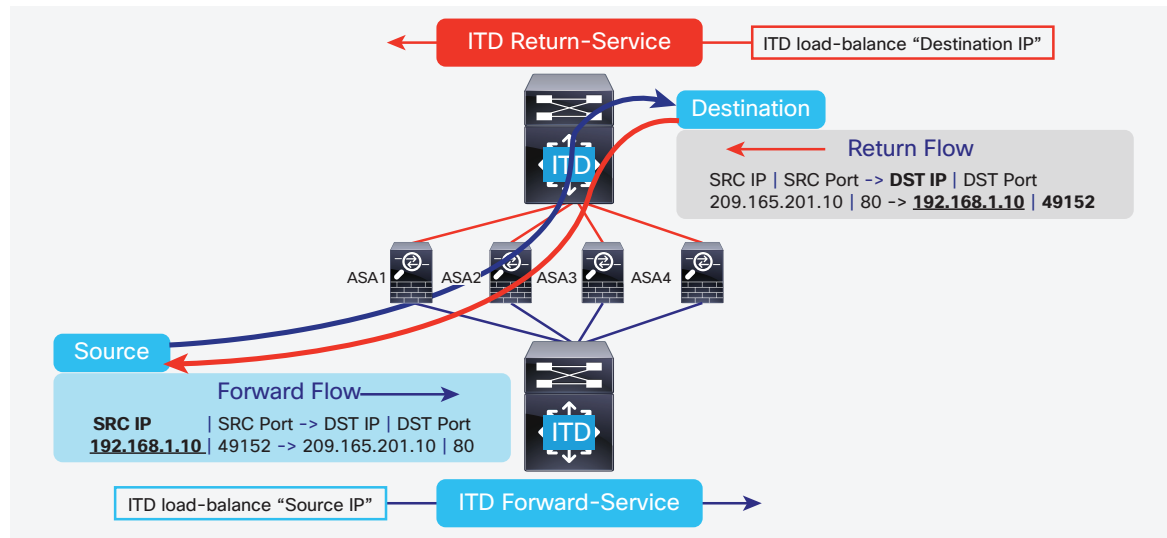 ITD Return-Service
ITD load-balance “Destination IP”
Destination
ITD
Return Flow
SRC IP | SRC Port -> DST IP | DST Port
209.165.201.10 | 80 -> 192.168.1.10 | 49152
ASA1
ASA2
ASA3
ASA4
Source
Forward Flow
SRC IP | SRC Port -> DST IP | DST Port
192.168.1.10 | 49152 -> 209.165.201.10 | 80
ITD
ITD load-balance “Source IP”
ITD Forward-Service